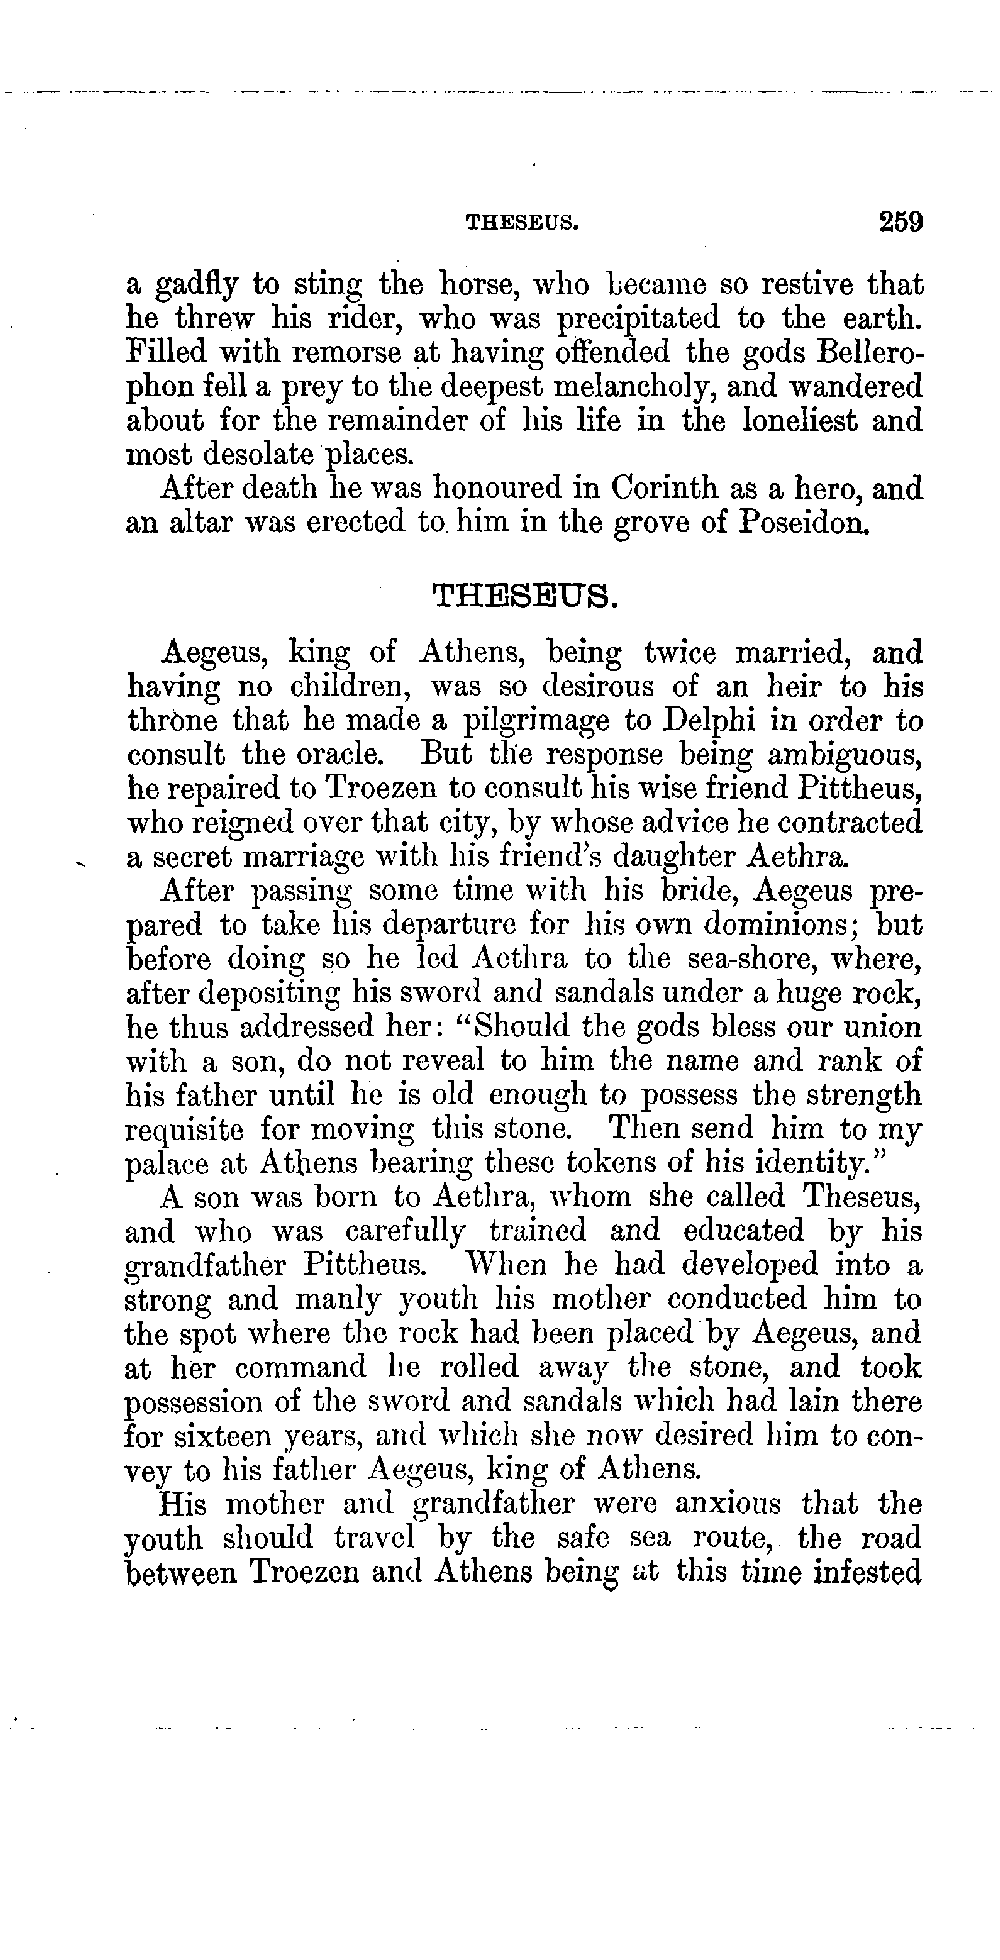 THESEUS. 259
a gadfly to sting the horse, who became so restive that
he threw his rider, who was precipitated to the earth.
Filled with remorse at having offended the gods Bellero-
phon fell a prey to the deepest melancholy, and wandered
about for the remainder of his life in the loneliest and
most desolate places.
After death he was honoured in Corinth as a hero, and
an altar was erected to him in the grove of Poseidon.
THESEUS.
Aegeus, king of Athens, being twice married, and
having no children, was so desirous of an heir to his
throne that he made a pilgrimage to Delphi in order to
consult the oracle. But the response being ambiguous,
he repaired to Troezen to consult his wise friend Pittheus,
who reigned over that city, by whose advice he contracted
a secret marriage with his friend's daughter Aethra.
After passing some time with his bride, Aegeus pre-
pared to take his departure for his own dominions; but
before doing so he led Aethra to the sea-shore, where,
after depositing his sword and sandals under a huge rock,
he thus addressed her: "Should the gods bless our union
with a son, do not reveal to him the name and rank of
his father until he is old enough to possess the strength
requisite for moving this stone. Then send him to my
palace at Athens bearing these tokens of his identity."
A son was born to Aethra, whom she called Theseus,
and who was carefully trained and educated by his
grandfather Pittheus. When he had developed into a
strong and manly youth his mother conducted him to
the spot where the rock had been placed by Aegeus, and
at her command he rolled away the stone, and took
possession of the sword and sandals which had lain there
for sixteen years, and which she now desired him to con-
vey to his father Aegeus, king of Athens.
His mother and grandfather were anxious that the
youth should travel by the safe sea route, the road
between Troezen and Athens being at this time infested